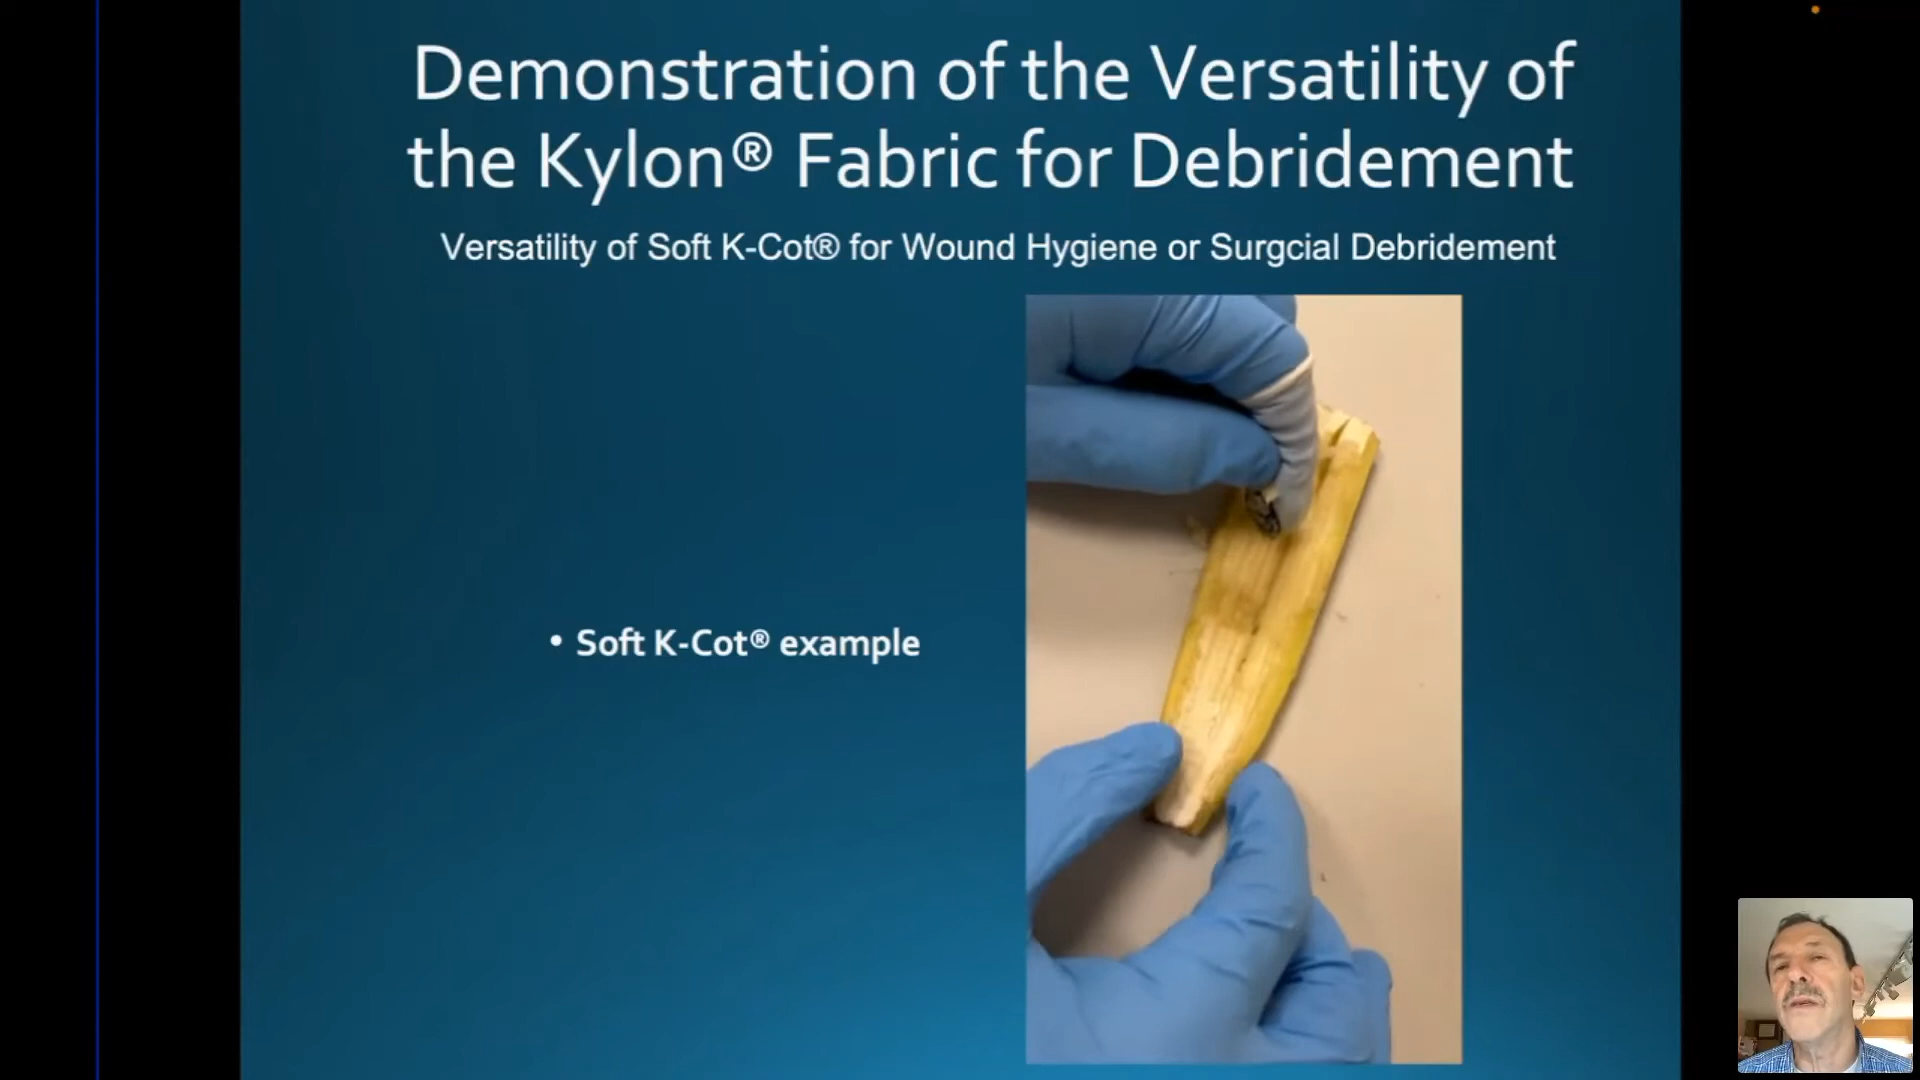 Demonstration of the Versatility of
the Kylon® Fabric for Debridement
Versatility of Soft K-Cot® for Wound Hygiene or Surgcial Debridement
• Soft K-Cot® example